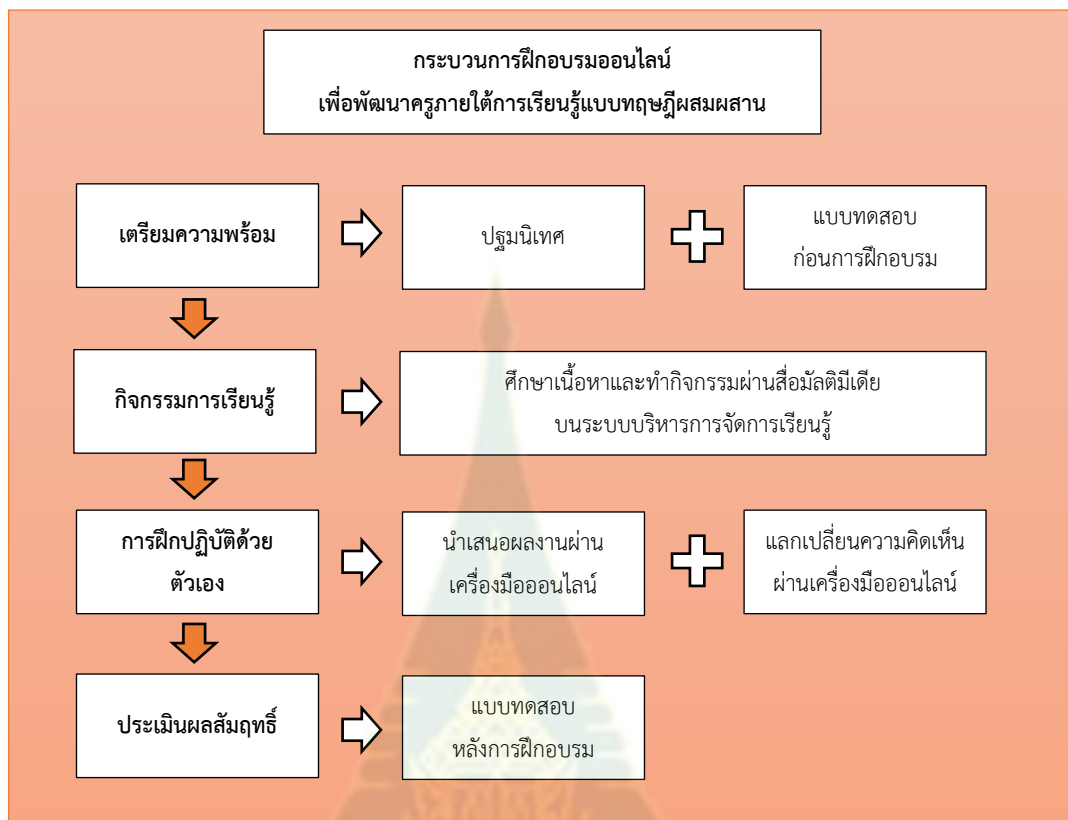 กระบวนการฝึกอบรมออนไลน์
เพื่อพัฒนาครูภายใต้การเรียนรู้แบบทฤษฎีผสมผสาน
เตรียมความพร้อม
ปฐมนิเทศ
แบบทดสอบ
ก่อนการฝึกอบรม
กิจกรรมการเรียนรู้
ศึกษาเนื้อหาและทำกิจกรรมผ่านสื่อมัลติมีเดีย
บนระบบบริหารการจัดการเรียนรู้
การฝึกปฏิบัติด้วย
ตัวเอง
นำเสนอผลงานผ่าน
เครื่องมือออนไลน์
แลกเปลี่ยนความคิดเห็น
ผ่านเครื่องมือออนไลน์
ประเมินผลสัมฤทธิ์
แบบทดสอบ
หลังการฝึกอบรม